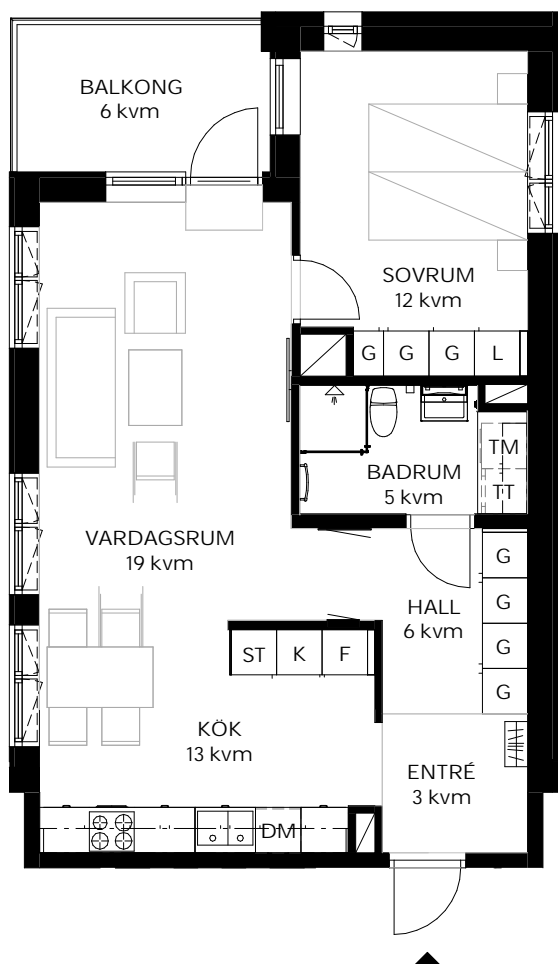 BALKONG
6 kvm
SOVRUM
12 kvm
G G G L
BADRUM
5 kvm
TM
TT
VARDAGSRUM
19 kvm
G
G
G
G
HALL
6 kvm
ST K F
KÖK
13 kvm
ENTRÉ
3 kvm
DM